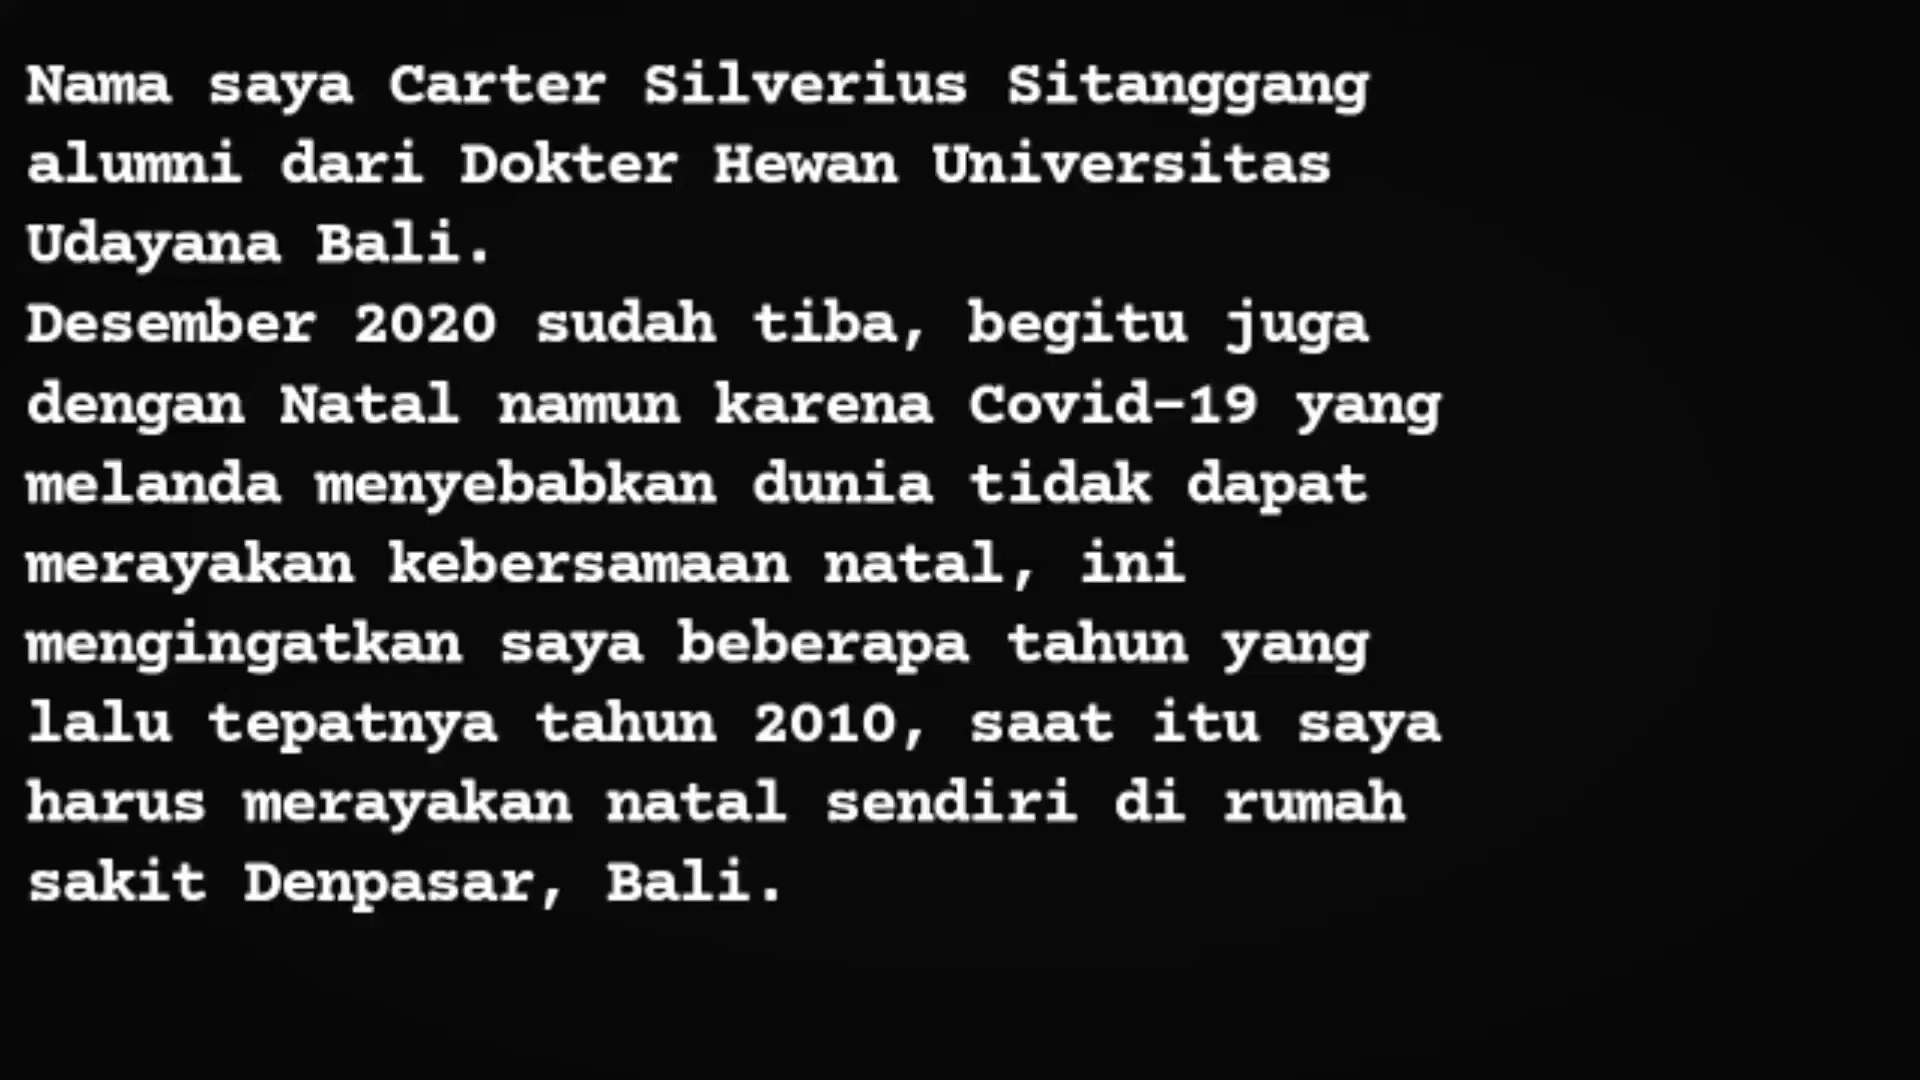 Nama saya Carter Silverius Sitanggang
alumni dari Dokter Hewan Universitas
Udayana Bali.
Desember 2020 sudah tiba, begitu juga
dengan Natal namun karena Covid-19 yang
melanda menyebabkan dunia tidak dapat
merayakan kebersamaan natal, ini
mengingatkan saya beberapa tahun yang
lalu tepatnya tahun 2010, saat itu saya
harus merayakan natal sendiri di rumah
sakit Denpasar, Bali.